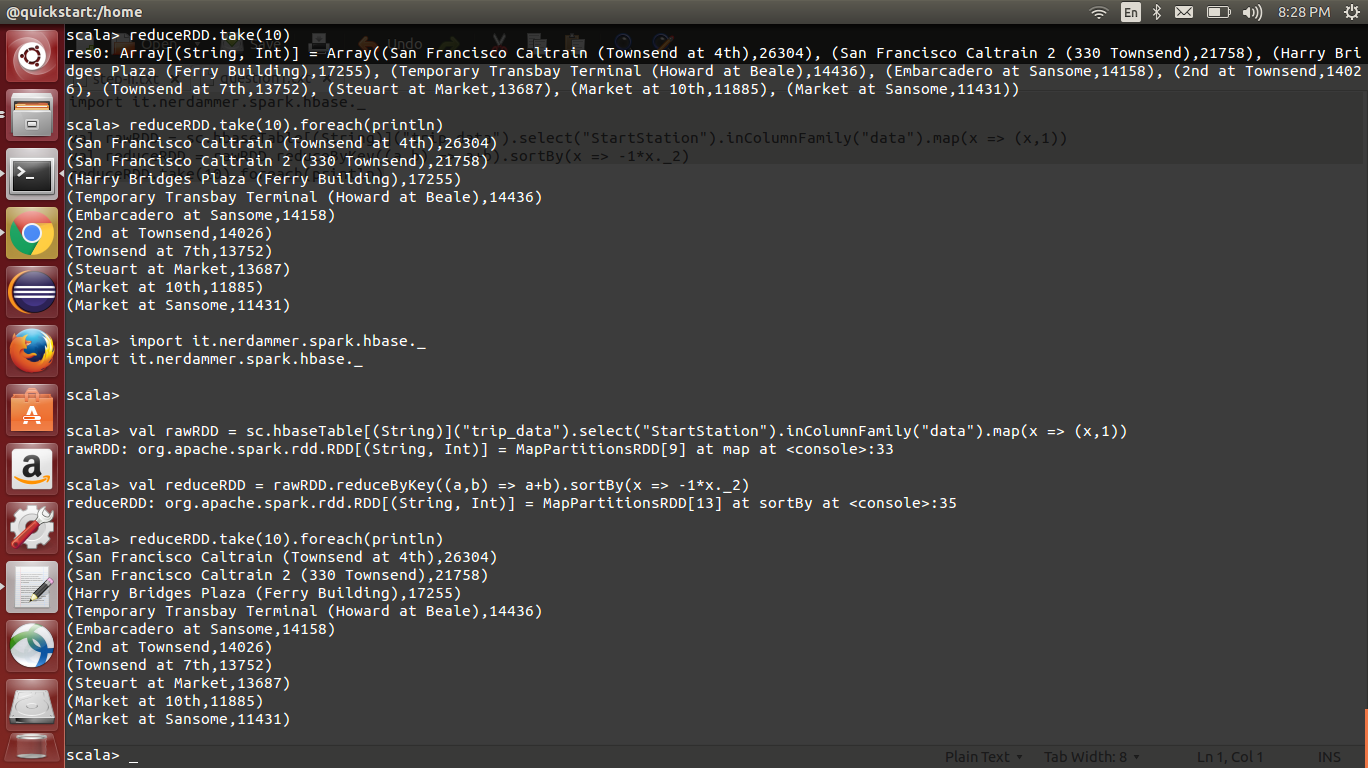 @quickstart:/home
En
8:28 PM
scala> reduceRDD.take(10)
res0: Array[(String, Int)] = Array((San Francisco Caltrain (Townsend at 4th),26304), (San Francisco Caltrain 2 (330 Townsend),21758), (Harry Bri
dges Plaza (Ferry Building),17255), (Temporary Transbay Terminal (Howard at Beale),14436), (Embarcadero at Sansome,14158), (2nd at Townsend,1402
6), (Townsend at 7th,13752), (Steuart at Market,13687), (Market at 10th,11885), (Market at Sansome,11431))
import it.nerdammer.spark.hbase._
scala> reduceRDD.take(10).foreach(println)
(San Francisco Caltrain (Townsend at 4th),26304)
(San Francisco Caltrain 2 (330 Townsend),21758)
(Harry Bridges Plaza (Ferry Building),17255)
(Temporary Transbay Terminal (Howard at Beale),14436)
(Embarcadero at Sansome,14158)
(2nd at Townsend,14026)
(Townsend at 7th,13752)
(Steuart at Market,13687)
(Market at 10th,11885)
(Market at Sansome,11431)
scala> import it.nerdammer.spark.hbase._
import it.nerdammer.spark.hbase._
scala>
scala> val rawRDD = sc.hbaseTable[(String)]("trip_data").select("StartStation").inColumnFamily("data").map(x => (x,1))
rawRDD: org.apache.spark.rdd.RDD[(String, Int)] = MapPartitionsRDD[9] at map at <console>:33
scala> val reduceRDD = rawRDD.reduceByKey((a,b) => a+b).sortBy(x => -1*x._2)
reduceRDD: org.apache.spark.rdd.RDD[(String, Int)] = MapPartitionsRDD[13] at sortBy at <console>:35
scala> reduceRDD.take(10).foreach(println)
(San Francisco Caltrain (Townsend at 4th),26304)
(San Francisco Caltrain 2 (330 Townsend),21758)
(Harry Bridges Plaza (Ferry Building),17255)
(Temporary Transbay Terminal (Howard at Beale),14436)
(Embarcadero at Sansome,14158)
(2nd at Townsend,14026)
(Townsend at 7th,13752)
(Steuart at Market,13687)
(Market at 10th,11885)
(Market at Sansome,11431)
scala> _
Plain Text
Tab Width: 8
Ln 1, Col 1
INS